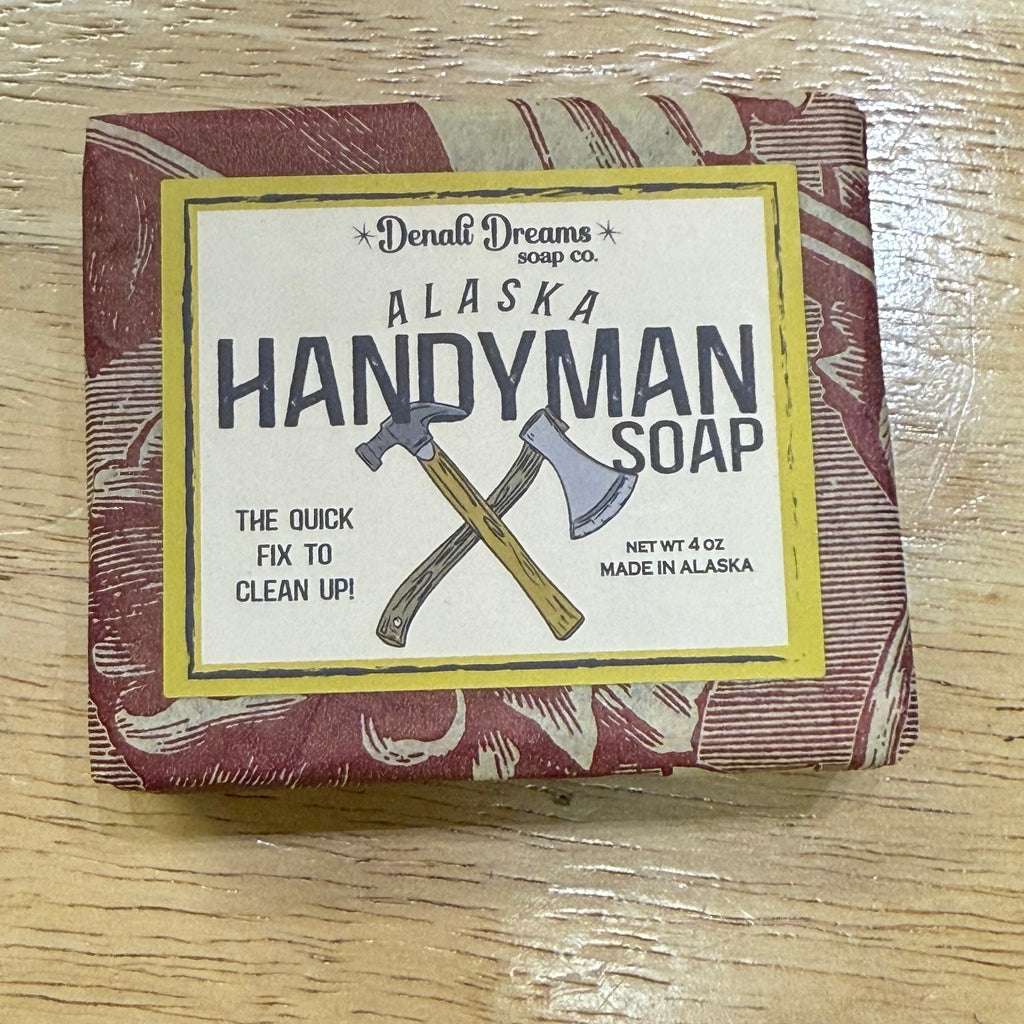 Denali Dreams
soap co.
ALASKA
HANDYMAN
SOAP
THE QUICK
FIX TO
CLEAN UP!
NET WT 4 OZ
MADE IN ALASKA